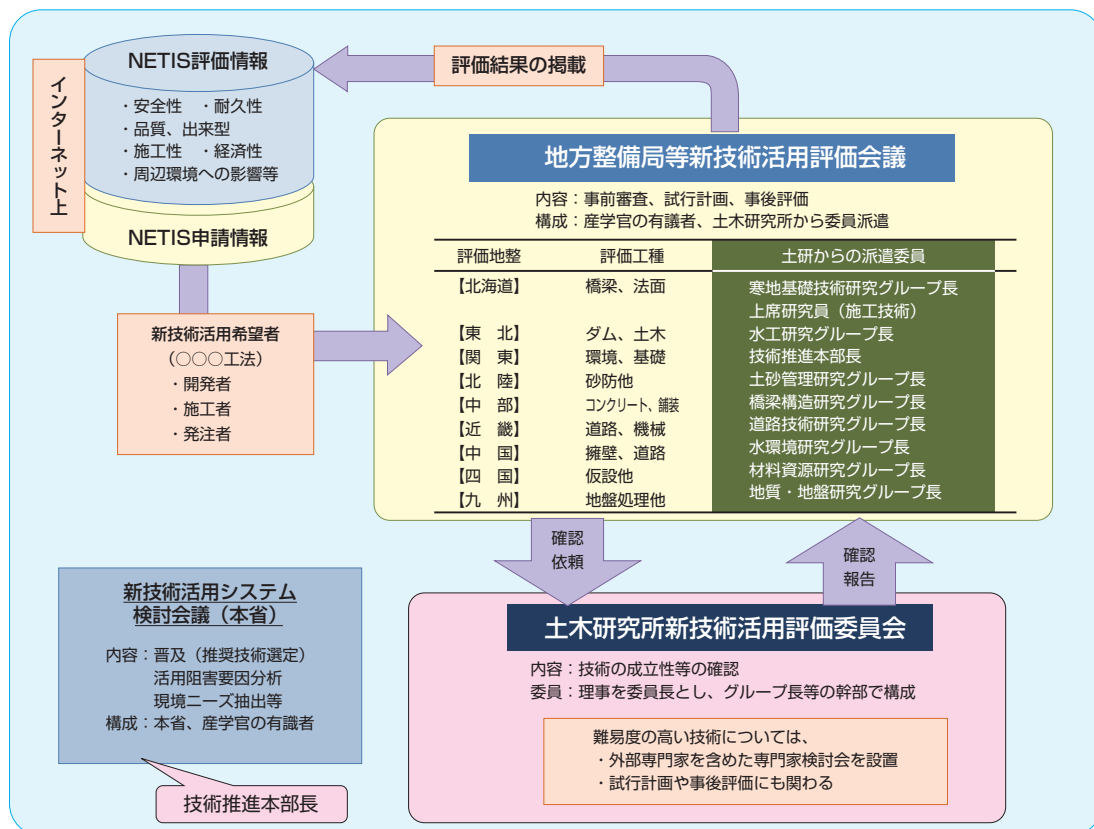 インターネット上
NETIS評価情報
・安全性　・耐久性
・品質、出来型
・施工性　・経済性
・周辺環境への影響等
NETIS申請情報
評価結果の掲載
新技術活用希望者
（○○○工法）
・開発者
・施工者
・発注者
地方整備局等新技術活用評価会議
内容：事前審査、試行計画、事後評価
構成：産学官の有議者、土木研究所から委員派遣
評価地整　評価工種　土研からの派遣委員
【北海道】　橋梁、法面　寒地基礎技術研究グループ長
上席研究員（施工技術）
【東　北】　ダム、土木　水工研究グループ長
【関　東】　環境、基礎　技術推進本部長
【北　陸】　砂防他　土砂管理研究グループ長
【中　部】　コンクリート、舗装　橋梁構造研究グループ長
【近　畿】　道路、機械　道路技術研究グループ長
【中　国】　擁壁、道路　水環境研究グループ長
【四　国】　仮設他　材料資源研究グループ長
【九　州】　地盤処理他　地質・地盤研究グループ長
確認
依頼
確認
報告
新技術活用システム
検討会議（本省）
内容：晋及（推奨技術選定）
活用阻害要因分析
現境ニーズ抽出等
構成：本省、産学官の有識者
技術推進本部長
土木研究所新技術活用評価委員会
内容：技術の成立性等の確認
委員：理事を委員長とし、グループ長等の幹部で構成
難易度の高い技術については、
・外部専門家を含めた専門家検討会を設置
・試行計画や事後評価にも関わる